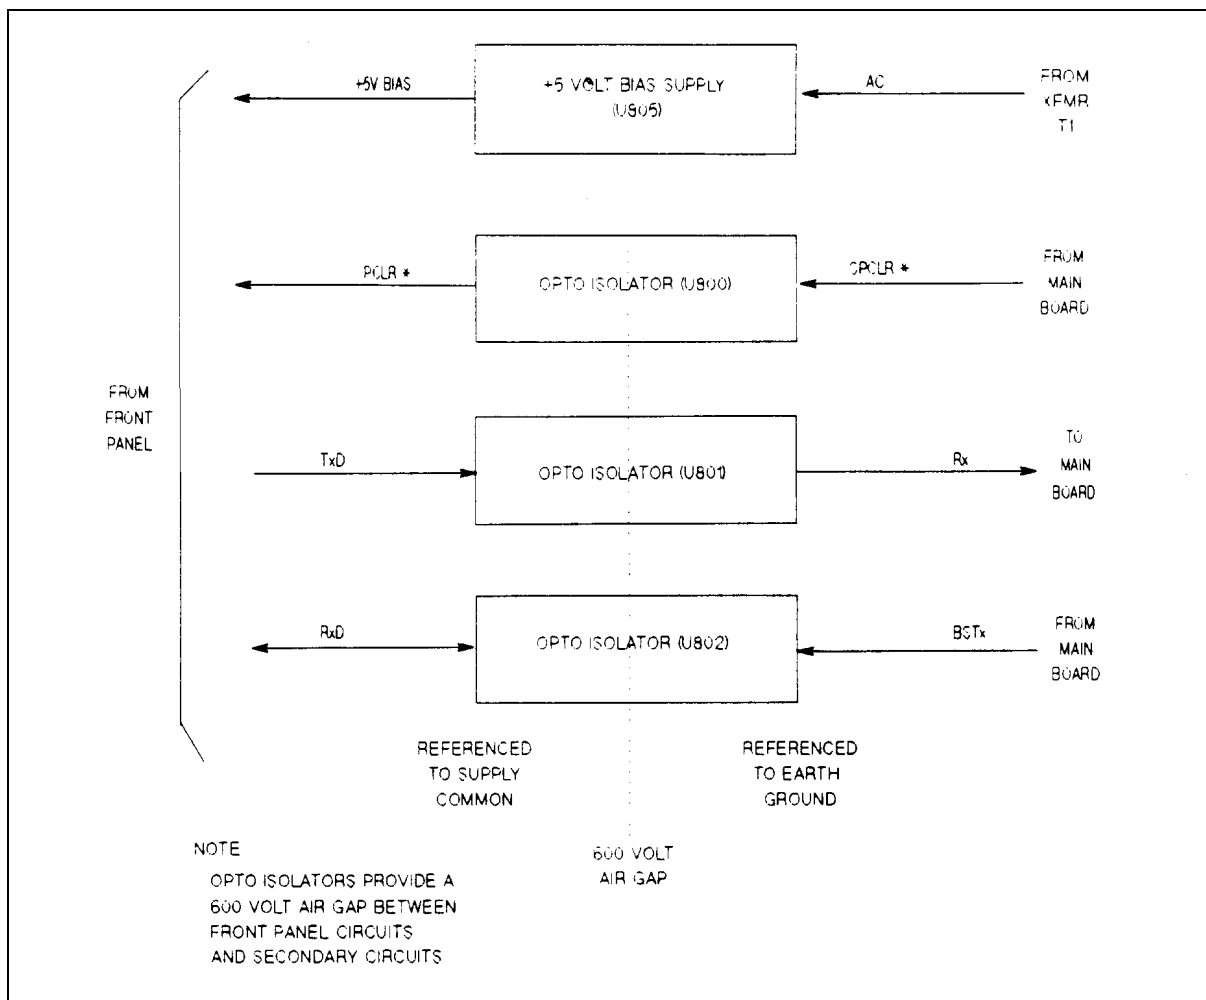 +5V BIAS
+5 VOLT BIAS SUPPLY
(U805)
AC
FROM
XFMR
T1
PCLR *
OPTO ISOLATOR (U800)
SPCLR *
FROM
MAIN
BOARD
FROM
FRONT
PANEL
TxD
OPTO ISOLATOR (U801)
Rx
TO
MAIN
BOARD
RxD
OPTO ISOLATOR (U802)
BSTx
FROM
MAIN
BOARD
REFERENCED
TO SUPPLY
COMMON
REFERENCED
TO EARTH
GROUND
600 VOLT
AIR GAP
NOTE
OPTO ISOLATORS PROVIDE A
600 VOLT AIR GAP BETWEEN
FRONT PANEL CIRCUITS
AND SECONDARY CIRCUITS